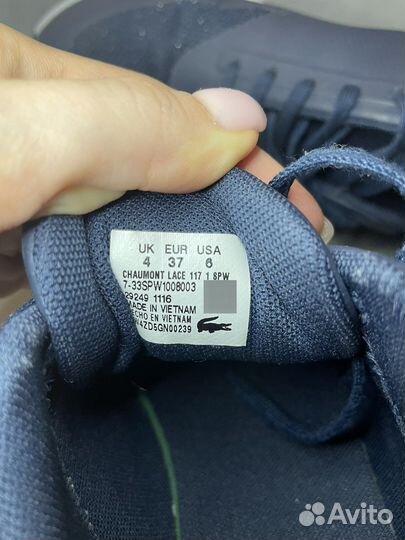 UK EUR USA
4 37 6
CHAUMONT LACE 117 1 SPW
7-33SPW1008003
29249 1116
MADE IN VIETNAM
HECHO EN VIETNAM
Avito